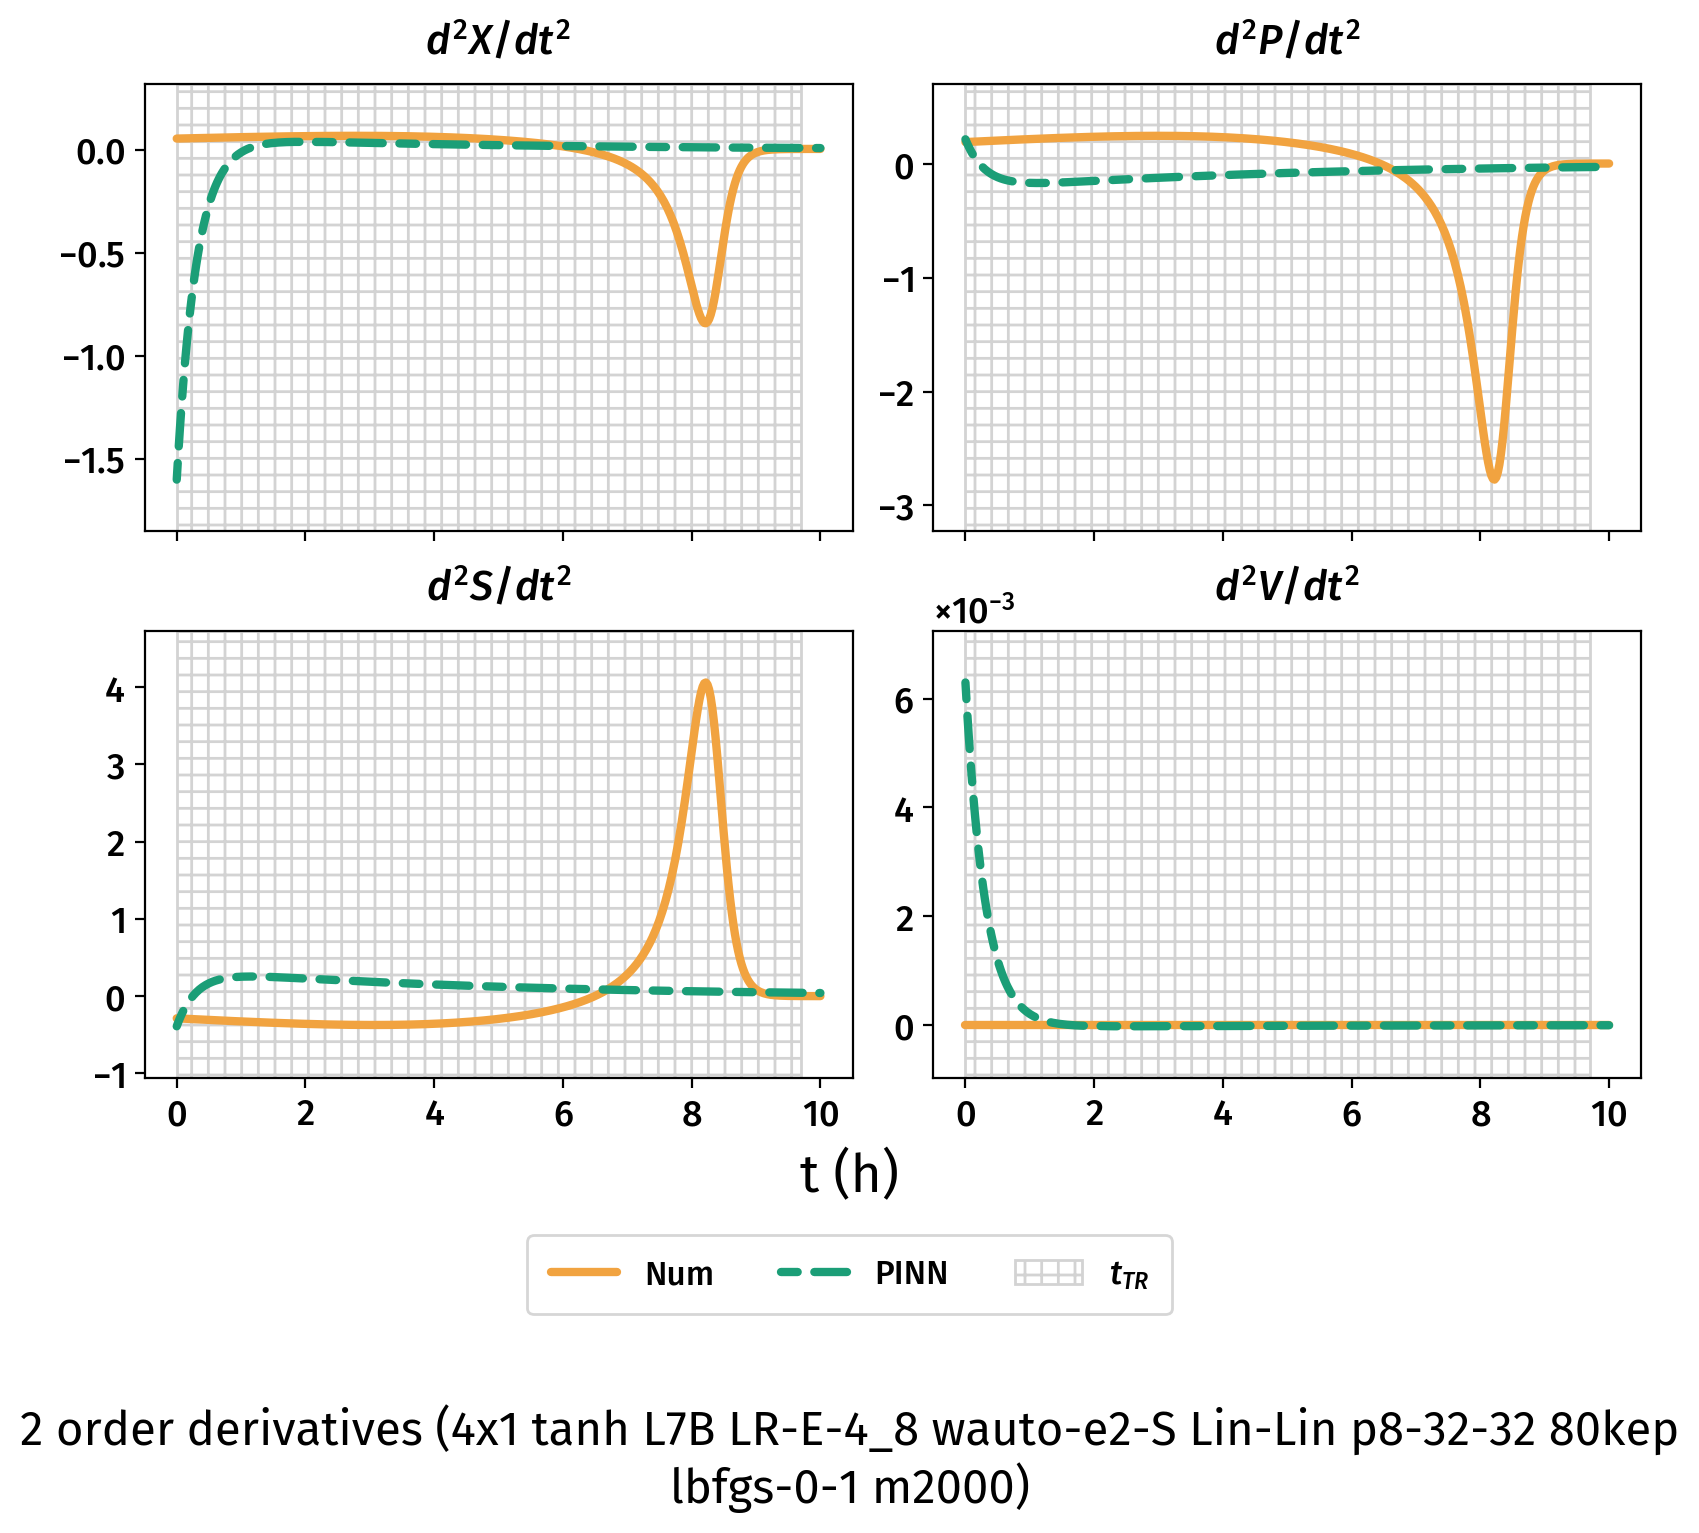 d²X/dt²
d²P/dt²
0.0
−0.5
−1.0
−1.5
0
−1
−2
−3
d²S/dt²
d²V/dt²
×10⁻³
4
3
2
1
0
−1
6
4
2
0
0 2 4 6 8 10
0 2 4 6 8 10
t (h)
Num PINN t_TR
2 order derivatives (4x1 tanh L7B LR-E-4_8 wauto-e2-S Lin-Lin p8-32-32 80kep
lbfgs-0-1 m2000)